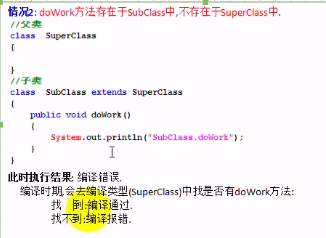 情况2: doWork方法存在于SubClass中,不存在于SuperClass中.
//父类
class SuperClass
{
}
//子类
class SubClass extends SuperClass
{
public void doWork()
{
System.out.println("SubClass.doWork");
}
}
此时执行结果: 编译错误.
编译时期,会去编译类型(SuperClass)中找是否有doWork方法:
找 到:编译通过.
找不到:编译报错.